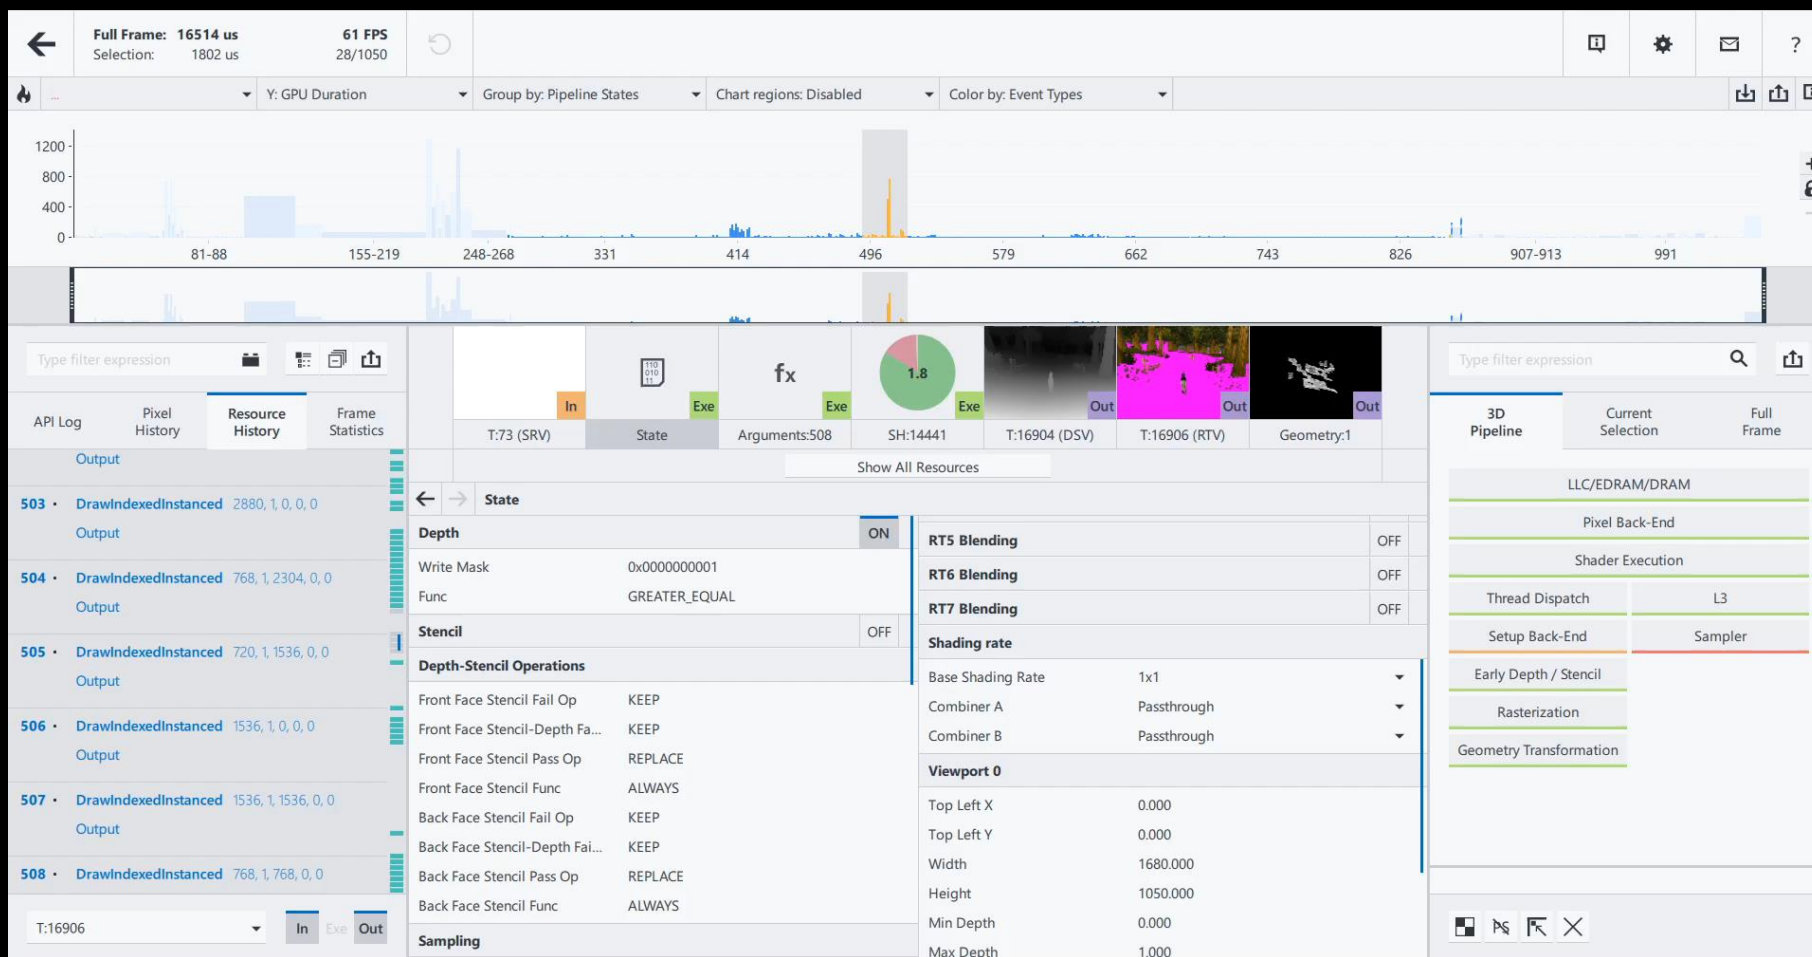 Full Frame: 16514 us 61 FPS
Selection: 1802 us 28/1050
?
... Y: GPU Duration Group by: Pipeline States Chart regions: Disabled Color by: Event Types
1200
800
400
0
81-88 155-219 248-268 331 414 496 579 662 743 826 907-913 991
Type filter expression
API Log Pixel History Resource History Frame Statistics
Output
503 • DrawIndexedInstanced 2880, 1, 0, 0, 0
Output
504 • DrawIndexedInstanced 768, 1, 2304, 0, 0
Output
505 • DrawIndexedInstanced 720, 1, 1536, 0, 0
Output
506 • DrawIndexedInstanced 1536, 1, 0, 0, 0
Output
507 • DrawIndexedInstanced 1536, 1, 1536, 0, 0
Output
508 • DrawIndexedInstanced 768, 1, 768, 0, 0
T:16906 In Exe Out
110
010
11
fx
1.8
In Exe Exe Exe Out Out Out
T:73 (SRV) State Arguments:508 SH:14441 T:16904 (DSV) T:16906 (RTV) Geometry:1
Show All Resources
State
Depth ON
Write Mask 0x0000000001
Func GREATER_EQUAL
Stencil OFF
Depth-Stencil Operations
Front Face Stencil Fail Op KEEP
Front Face Stencil-Depth Fa... KEEP
Front Face Stencil Pass Op REPLACE
Front Face Stencil Func ALWAYS
Back Face Stencil Fail Op KEEP
Back Face Stencil-Depth Fai... KEEP
Back Face Stencil Pass Op REPLACE
Back Face Stencil Func ALWAYS
Sampling
RT5 Blending OFF
RT6 Blending OFF
RT7 Blending OFF
Shading rate
Base Shading Rate 1x1
Combiner A Passthrough
Combiner B Passthrough
Viewport 0
Top Left X 0.000
Top Left Y 0.000
Width 1680.000
Height 1050.000
Min Depth 0.000
Max Depth 1.000
Type filter expression
3D Pipeline Current Selection Full Frame
LLC/EDRAM/DRAM
Pixel Back-End
Shader Execution
Thread Dispatch L3
Setup Back-End Sampler
Early Depth / Stencil
Rasterization
Geometry Transformation
PS